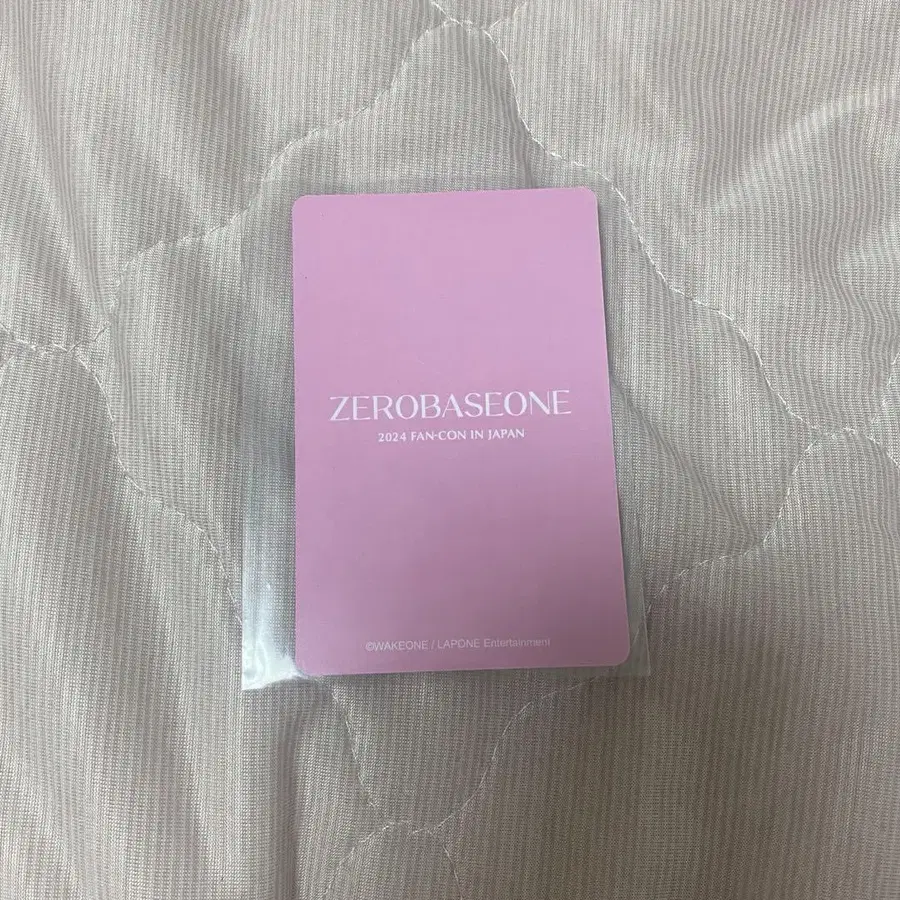 ZEROBASEONE
2024 FAN-CON IN JAPAN
©WAKEONE / LAPONE Entertainment